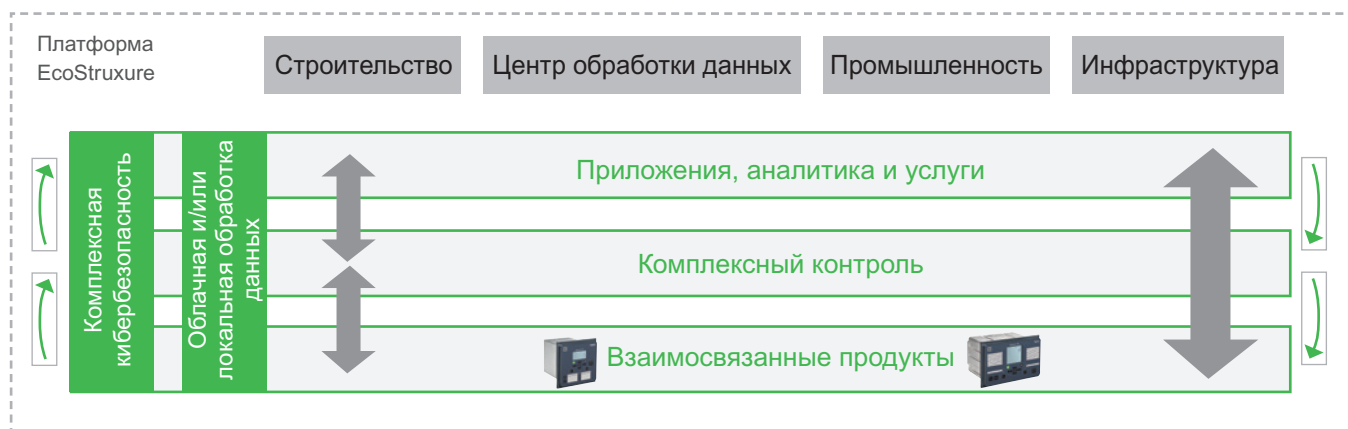 Платформа
EcoStruxure
Строительство
Центр обработки данных
Промышленность
Инфраструктура
Комплексная
кибербезопасность
Облачная и/или
локальная обработка
данных
Приложения, аналитика и услуги
Комплексный контроль
Взаимосвязанные продукты